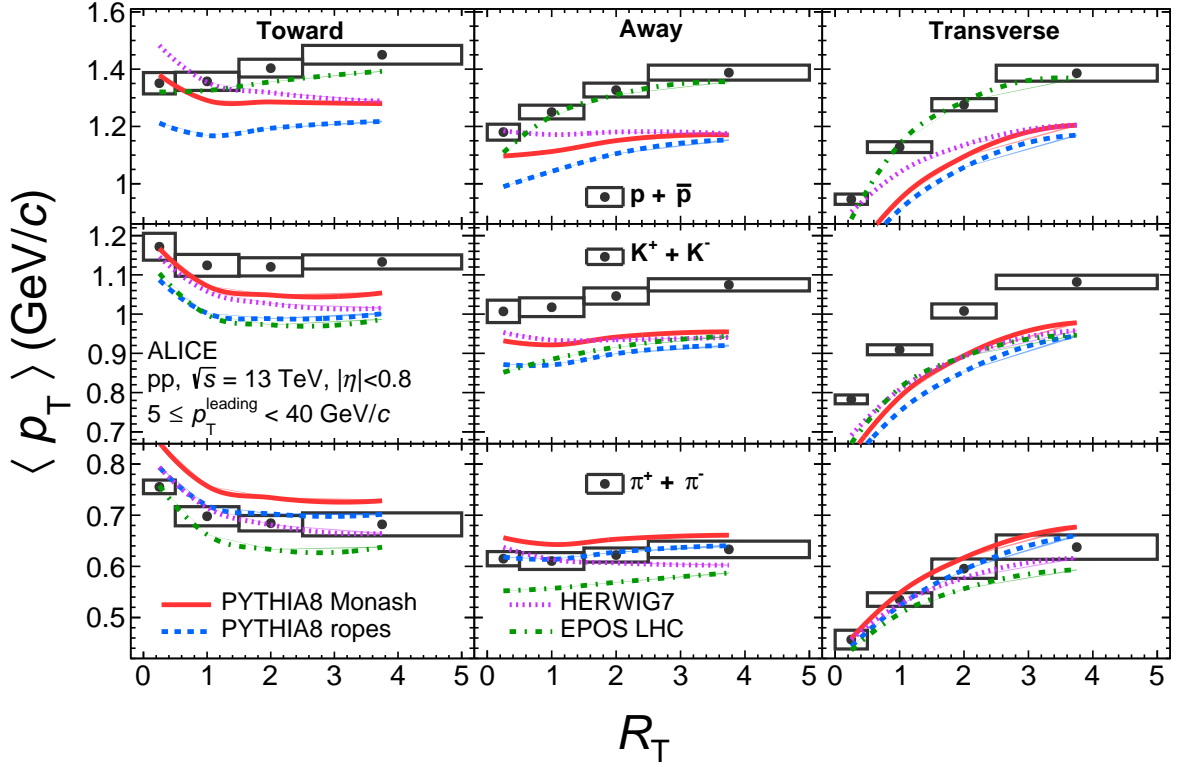 Toward Away Transverse
1.6
1.4
1.2
1
p + p̅
⟨ p_T ⟩ (GeV/c)
1.2
1.1
1
0.9
0.8
0.7
K⁺ + K⁻
ALICE
pp, √s = 13 TeV, |η|<0.8
5 ≤ p_T^leading < 40 GeV/c
0.8
0.7
0.6
0.5
π⁺ + π⁻
PYTHIA8 Monash
PYTHIA8 ropes
HERWIG7
EPOS LHC
0 1 2 3 4 5 0 1 2 3 4 5 0 1 2 3 4 5
R_T